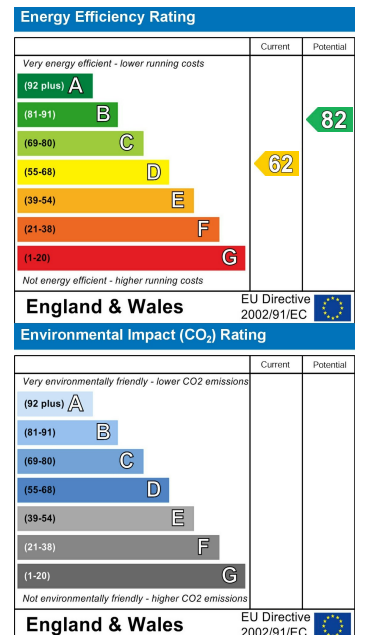 Energy Efficiency Rating
Current Potential
Very energy efficient - lower running costs
(92 plus) A
(81-91) B
82
(69-80) C
(55-68) D
62
(39-54) E
(21-38) F
(1-20) G
Not energy efficient - higher running costs
England & Wales
EU Directive
2002/91/EC
Environmental Impact (CO₂) Rating
Current Potential
Very environmentally friendly - lower CO2 emissions
(92 plus) A
(81-91) B
(69-80) C
(55-68) D
(39-54) E
(21-38) F
(1-20) G
Not environmentally friendly - higher CO2 emissions
England & Wales
EU Directive
2002/91/EC